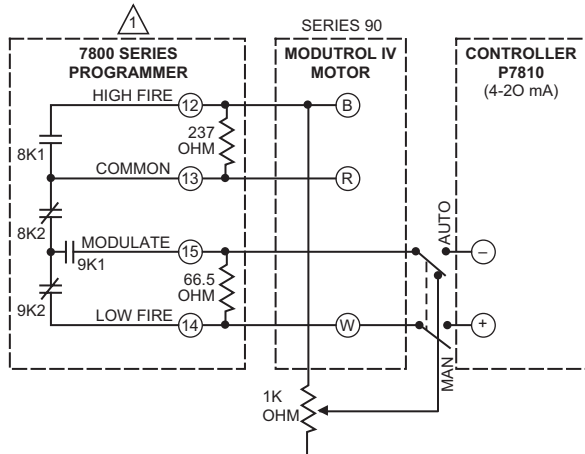 1
SERIES 90
7800 SERIES
PROGRAMMER
MODUTROL IV
MOTOR
CONTROLLER
P7810
(4-2O mA)
HIGH FIRE
12
B
8K1
237
OHM
COMMON
13
R
8K2
MODULATE
15
9K1
AUTO
–
9K2
66.5
OHM
LOW FIRE
14
W
+
MAN
1K
OHM